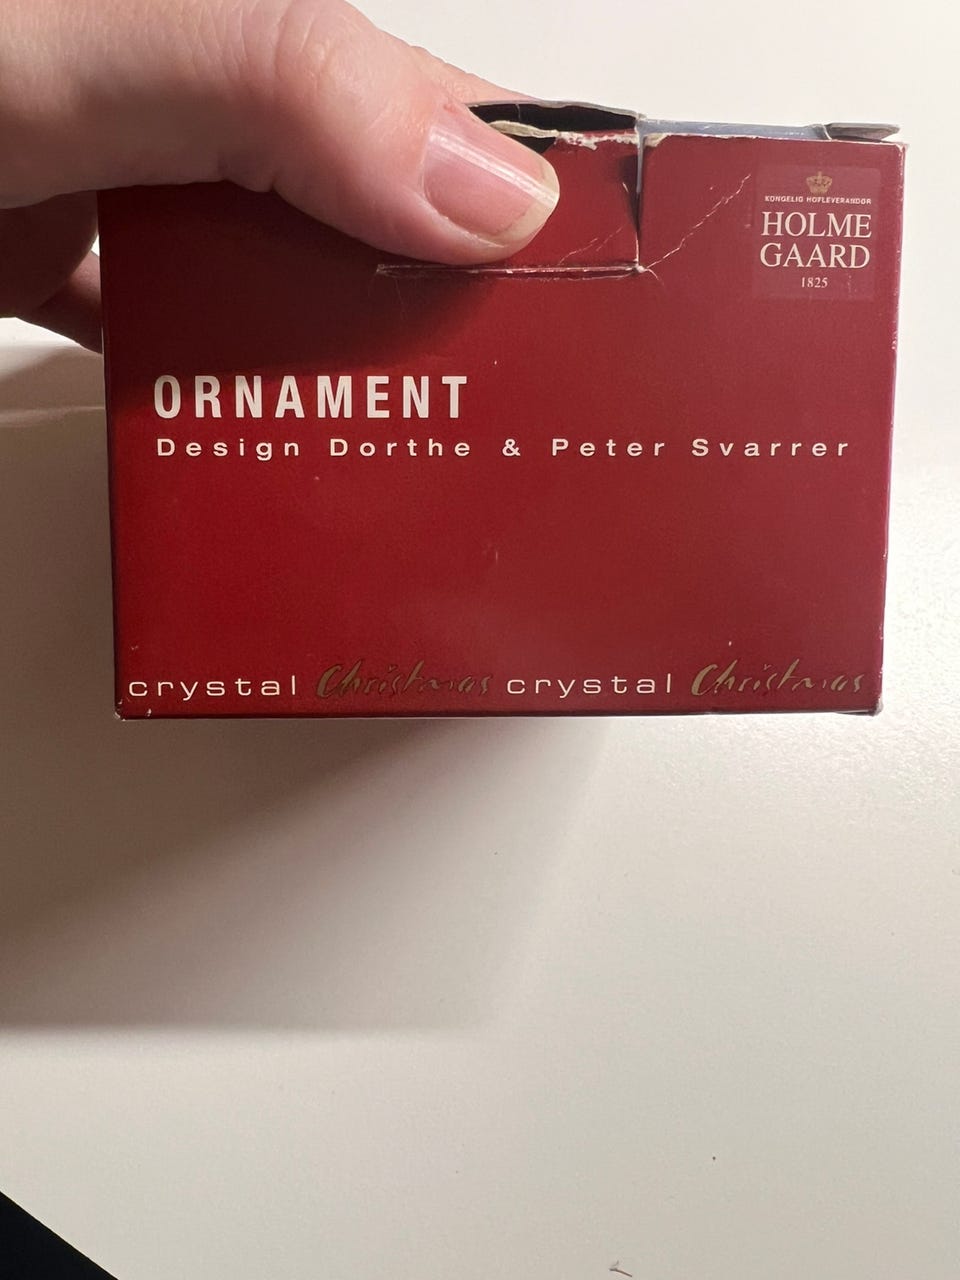 KONGELIG HOFLEVERANDØR
HOLME
GAARD
1825
ORNAMENT
Design Dorthe & Peter Svarrer
crystal Christmas crystal Christmas